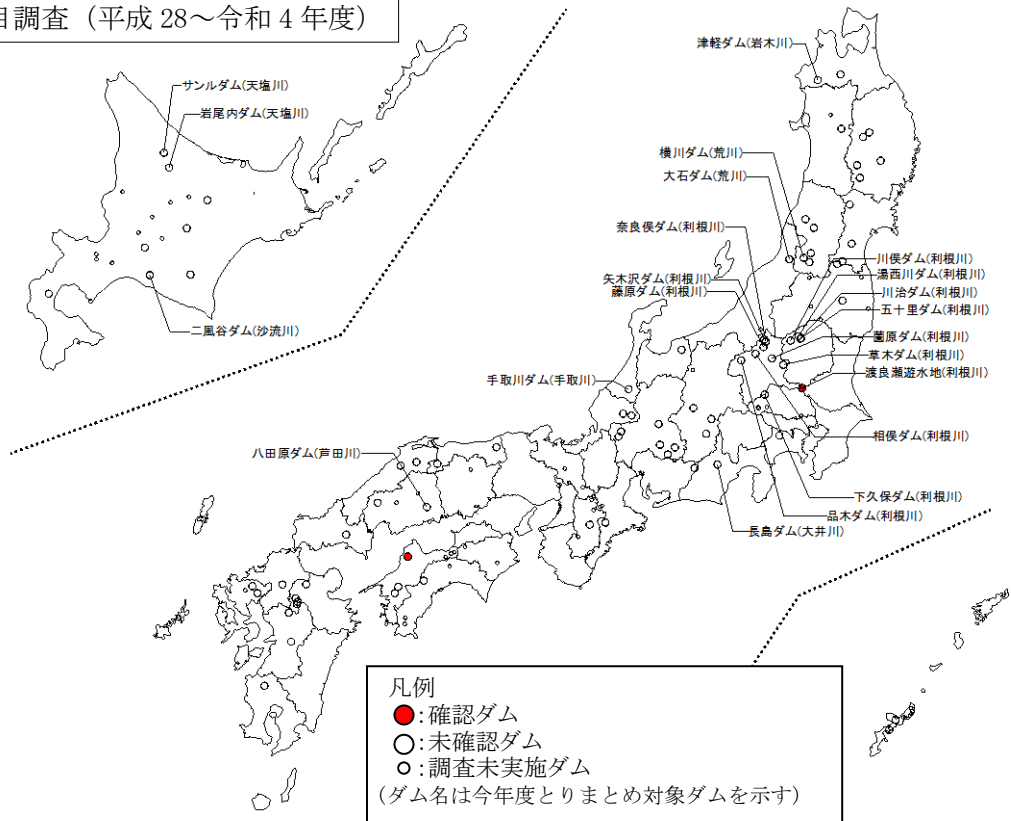 目調査（平成 28～令和 4 年度）
サンルダム(天塩川)
岩尾内ダム(天塩川)
二風谷ダム(沙流川)
津軽ダム(岩木川)
横川ダム(荒川)
大石ダム(荒川)
奈良俣ダム(利根川)
矢木沢ダム(利根川)
藤原ダム(利根川)
川俣ダム(利根川)
湯西川ダム(利根川)
川治ダム(利根川)
五十里ダム(利根川)
薗原ダム(利根川)
草木ダム(利根川)
渡良瀬遊水地(利根川)
手取川ダム(手取川)
相俣ダム(利根川)
八田原ダム(芦田川)
下久保ダム(利根川)
品木ダム(利根川)
長島ダム(大井川)
凡例
：確認ダム
：未確認ダム
：調査未実施ダム
（ダム名は今年度とりまとめ対象ダムを示す）